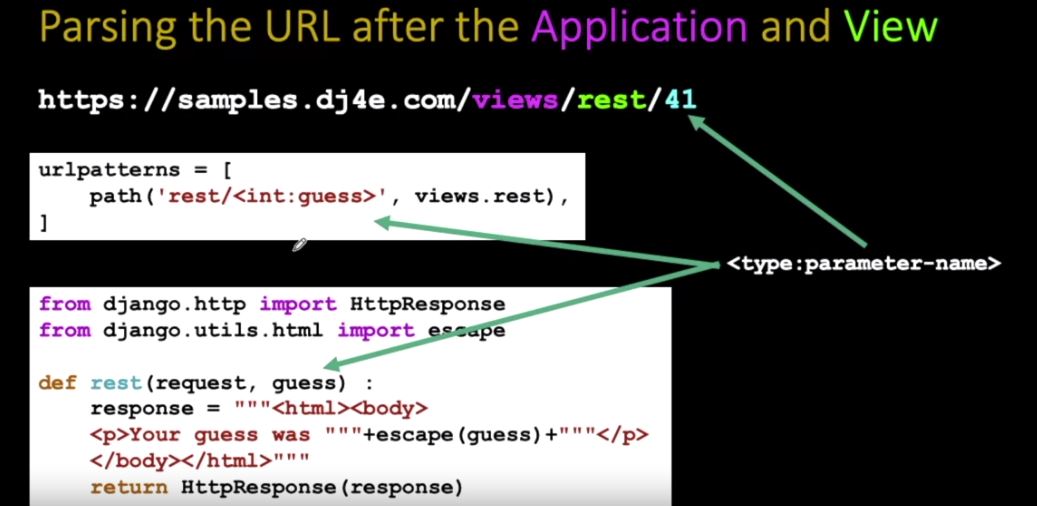 Parsing the URL after the Application and View
https://samples.dj4e.com/views/rest/41
urlpatterns = [
    path('rest/<int:guess>', views.rest),
]
<type:parameter-name>
from django.http import HttpResponse
from django.utils.html import escape
def rest(request, guess) :
    response = """<html><body>
    <p>Your guess was """+escape(guess)+"""</p>
    </body></html>"""
    return HttpResponse(response)